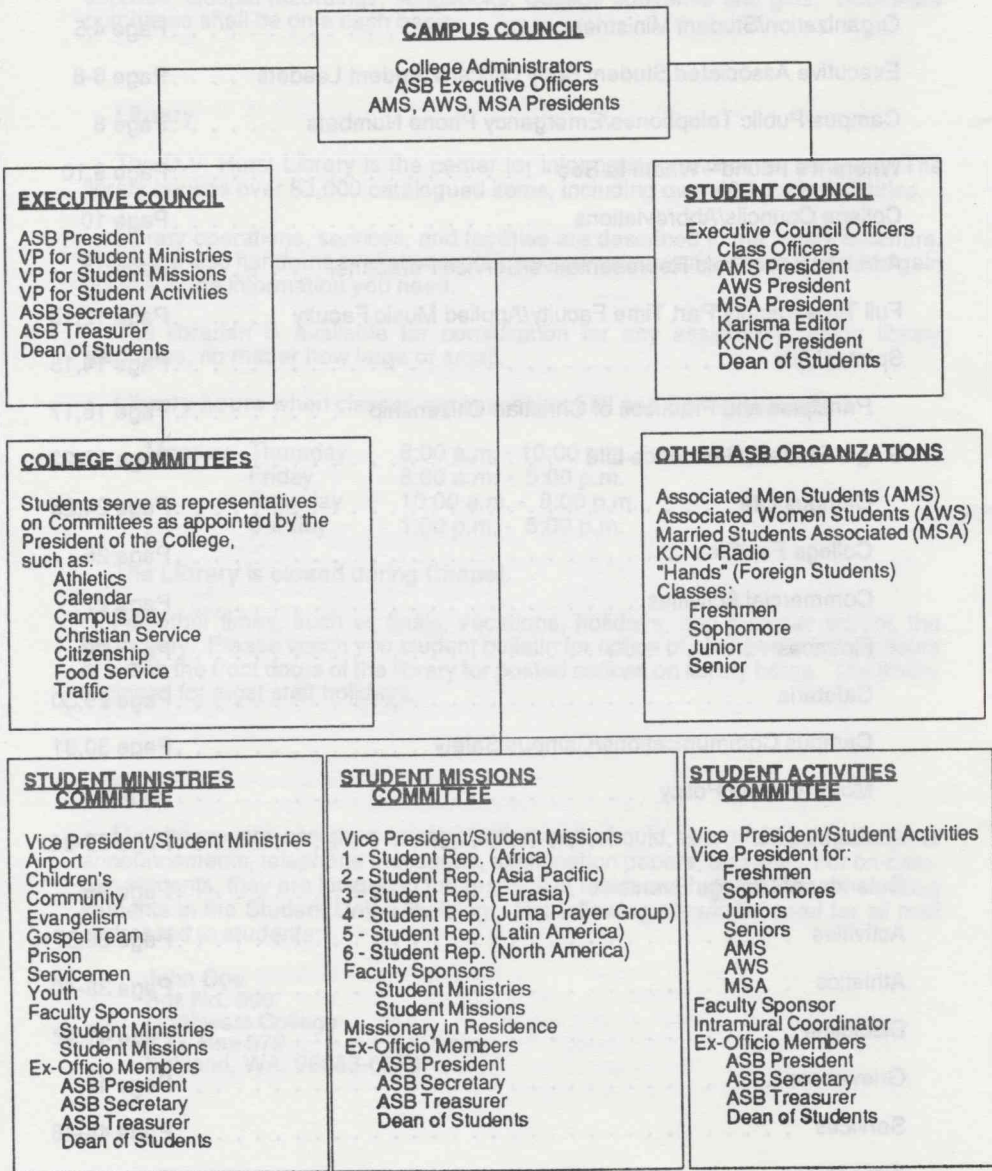 CAMPUS COUNCIL
College Administrators
ASB Executive Officers
AMS, AWS, MSA Presidents
EXECUTIVE COUNCIL
ASB President
VP for Student Ministries
VP for Student Missions
VP for Student Activities
ASB Secretary
ASB Treasurer
Dean of Students
STUDENT COUNCIL
Executive Council Officers
Class Officers
AMS President
AWS President
MSA President
Karisma Editor
KCNC President
Dean of Students
COLLEGE COMMITTEES
Students serve as representatives
on Committees as appointed by the
President of the College,
such as:
Athletics
Calendar
Campus Day
Christian Service
Citizenship
Food Service
Traffic
OTHER ASB ORGANIZATIONS
Associated Men Students (AMS)
Associated Women Students (AWS)
Married Students Associated (MSA)
KCNC Radio
"Hands" (Foreign Students)
Classes:
Freshmen
Sophomore
Junior
Senior
STUDENT MINISTRIES
COMMITTEE
Vice President/Student Ministries
Airport
Children's
Community
Evangelism
Gospel Team
Prison
Servicemen
Youth
Faculty Sponsors
Student Ministries
Student Missions
Ex-Officio Members
ASB President
ASB Secretary
ASB Treasurer
Dean of Students
STUDENT MISSIONS
COMMITTEE
Vice President/Student Missions
1 - Student Rep. (Africa)
2 - Student Rep. (Asia Pacific)
3 - Student Rep. (Eurasia)
4 - Student Rep. (Juma Prayer Group)
5 - Student Rep. (Latin America)
6 - Student Rep. (North America)
Faculty Sponsors
Student Ministries
Student Missions
Missionary in Residence
Ex-Officio Members
ASB President
ASB Secretary
ASB Treasurer
Dean of Students
STUDENT ACTIVITIES
COMMITTEE
Vice President/Student Activities
Vice President for:
Freshmen
Sophomores
Juniors
Seniors
AMS
AWS
MSA
Faculty Sponsor
Intramural Coordinator
Ex-Officio Members
ASB President
ASB Secretary
ASB Treasurer
Dean of Students